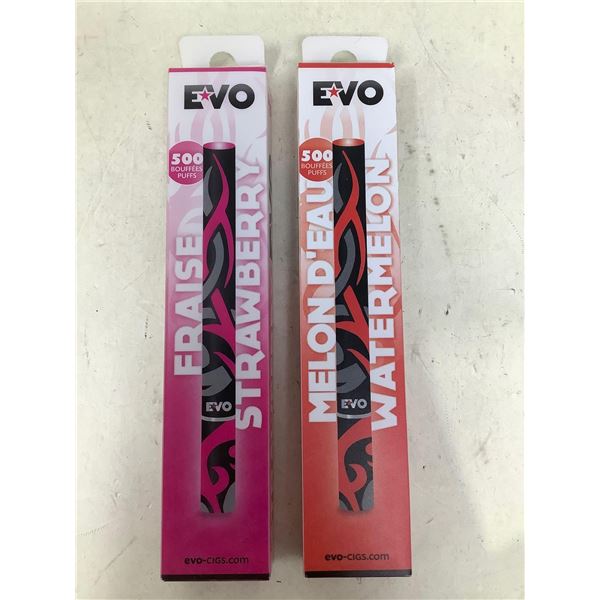 EVO
500
BOUFFÉES
PUFFS
FRAISE
STRAWBERRY
EVO
evo-CIGS.com
EVO
500
BOUFFÉES
PUFFS
MELON D'EAU
WATERMELON
EVO
evo-CIGS.com